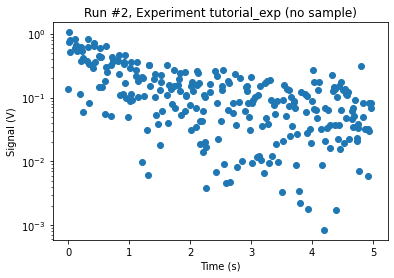 Run #2, Experiment tutorial_exp (no sample)
Signal (V)
10⁰
10⁻¹
10⁻²
10⁻³
0 1 2 3 4 5
Time (s)